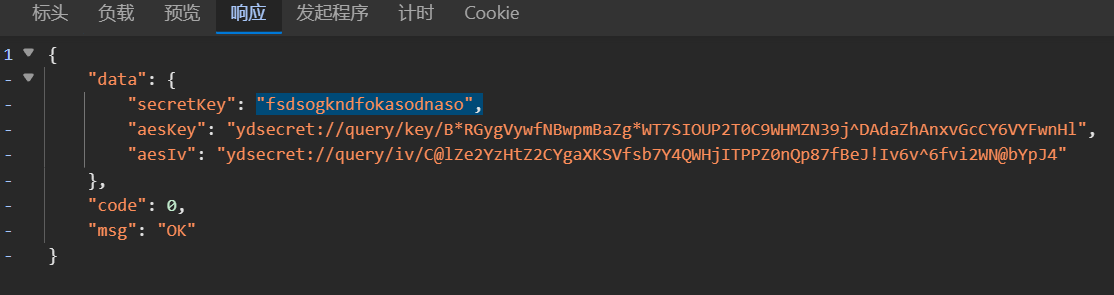 标头 负载 预览 响应 发起程序 计时 Cookie
1 {
- "data": {
- "secretKey": "fsdsogkndfokasodnaso",
- "aesKey": "ydsecret://query/key/B*RGygVywfNBwpmBaZg*WT7SIOUP2T0C9WHMZN39j^DAdaZhAnxvGcCY6VYFwnHl",
- "aesIv": "ydsecret://query/iv/C@lZe2YzHtZ2CYgaXKSVfsb7Y4QWHjITPPZ0nQp87fBeJ!Iv6v^6fvi2WN@bYpJ4"
- },
- "code": 0,
- "msg": "OK"
- }